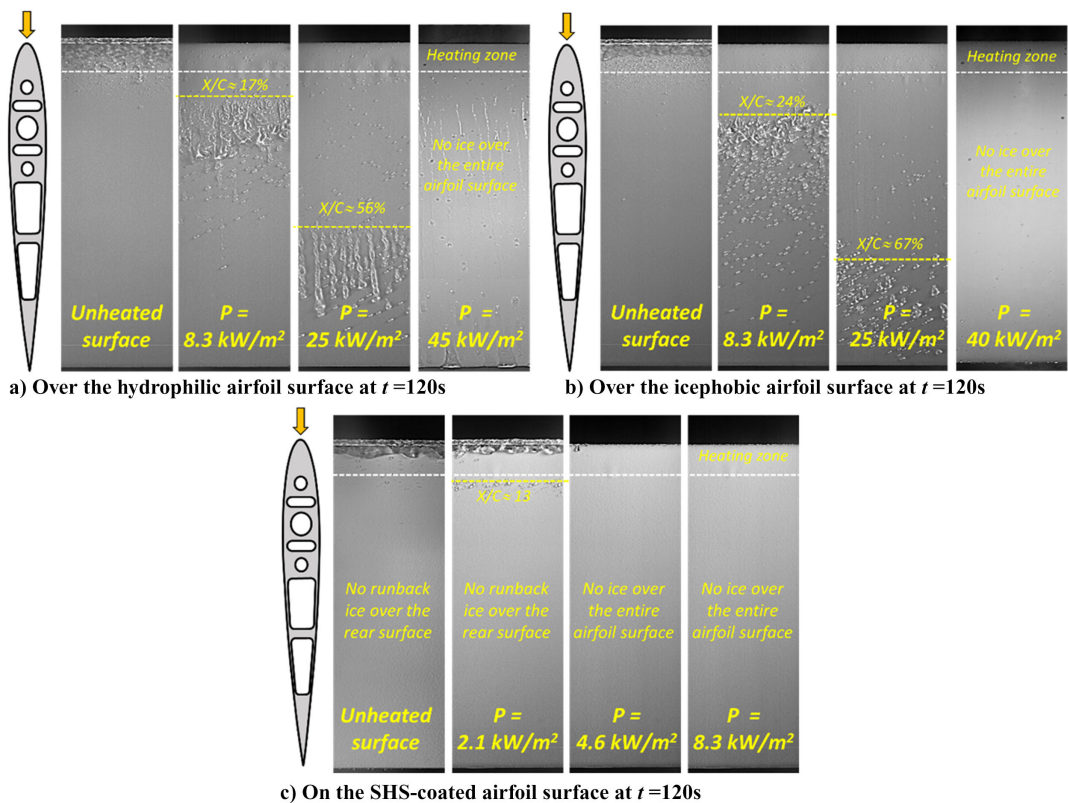 Heating zone
X/C ≈ 17%
No ice over
the entire
airfoil surface
X/C ≈ 56%
Unheated
surface
P =
8.3 kW/m²
P =
25 kW/m²
P =
45 kW/m²
a) Over the hydrophilic airfoil surface at t =120s
Heating zone
X/C ≈ 24%
No ice over
the entire
airfoil surface
X/C ≈ 67%
Unheated
surface
P =
8.3 kW/m²
P =
25 kW/m²
P =
40 kW/m²
b) Over the icephobic airfoil surface at t =120s
Heating zone
X/C ≈ 13
No runback
ice over the
rear surface
No runback
ice over the
rear surface
No ice over
the entire
airfoil surface
No ice over
the entire
airfoil surface
Unheated
surface
P =
2.1 kW/m²
P =
4.6 kW/m²
P =
8.3 kW/m²
c) On the SHS-coated airfoil surface at t =120s